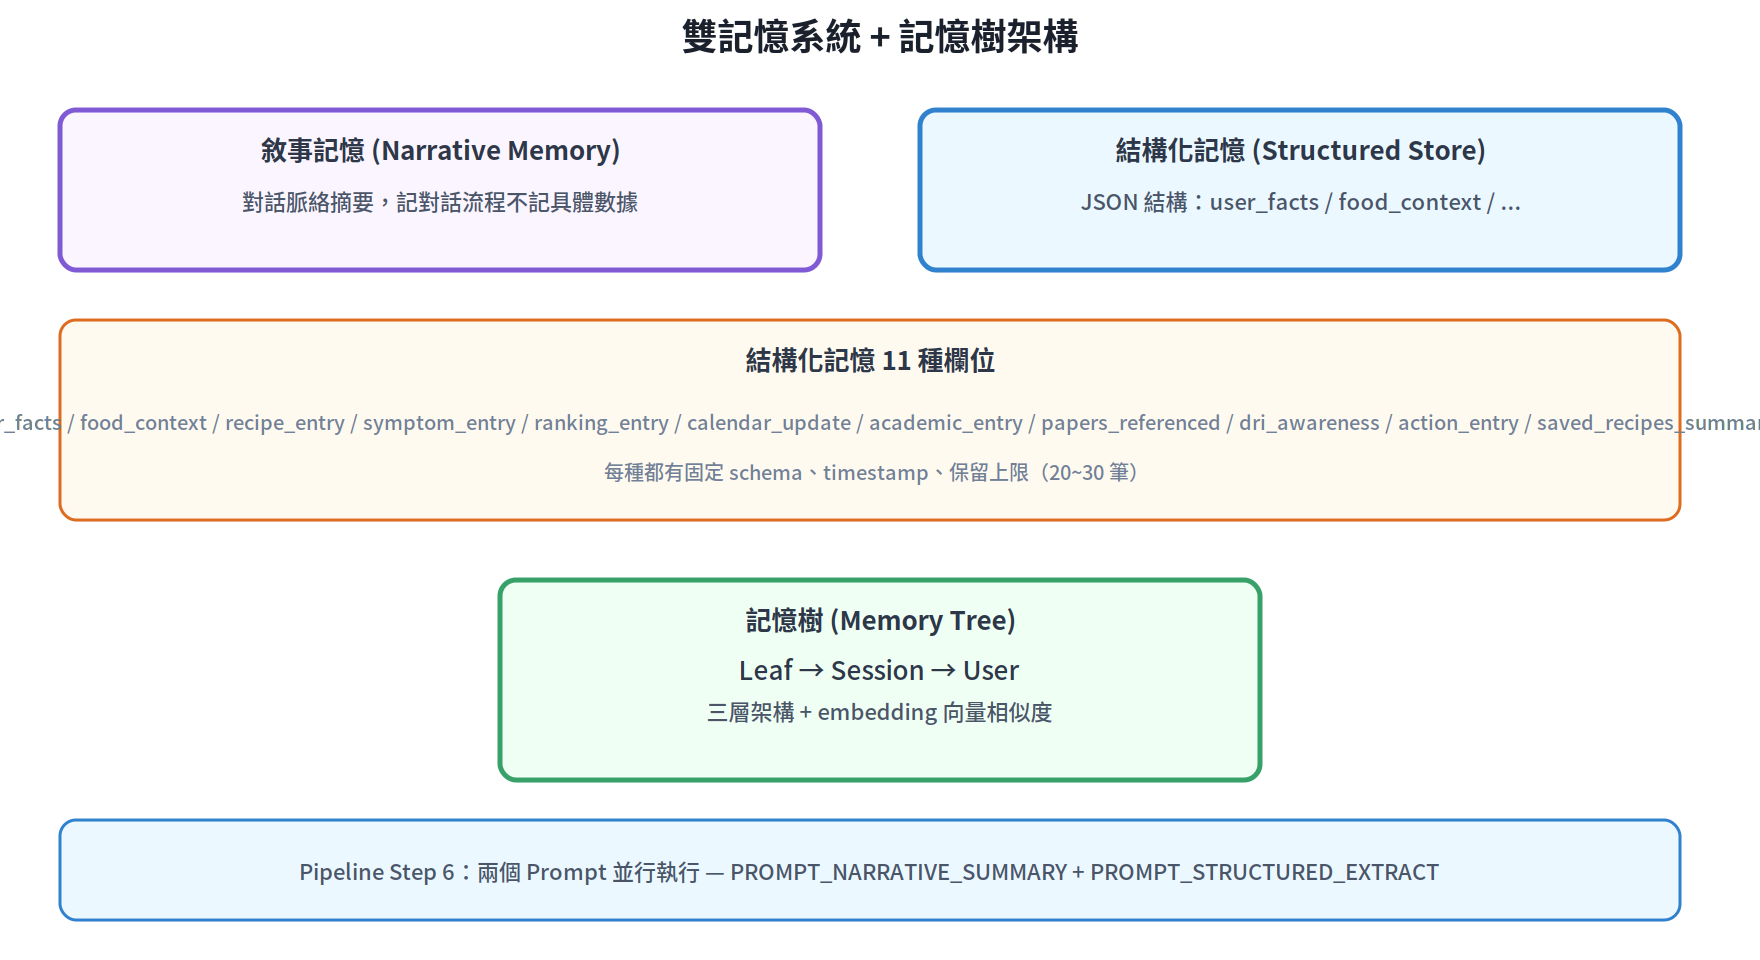 雙記憶系統 + 記憶樹架構
敘事記憶 (Narrative Memory)
對話脈絡摘要，記對話流程不記具體數據
結構化記憶 (Structured Store)
JSON 結構：user_facts / food_context / ...
結構化記憶 11 種欄位
r_facts / food_context / recipe_entry / symptom_entry / ranking_entry / calendar_update / academic_entry / papers_referenced / dri_awareness / action_entry / saved_recipes_summar
每種都有固定 schema、timestamp、保留上限（20~30 筆）
記憶樹 (Memory Tree)
Leaf → Session → User
三層架構 + embedding 向量相似度
Pipeline Step 6：兩個 Prompt 並行執行 — PROMPT_NARRATIVE_SUMMARY + PROMPT_STRUCTURED_EXTRACT